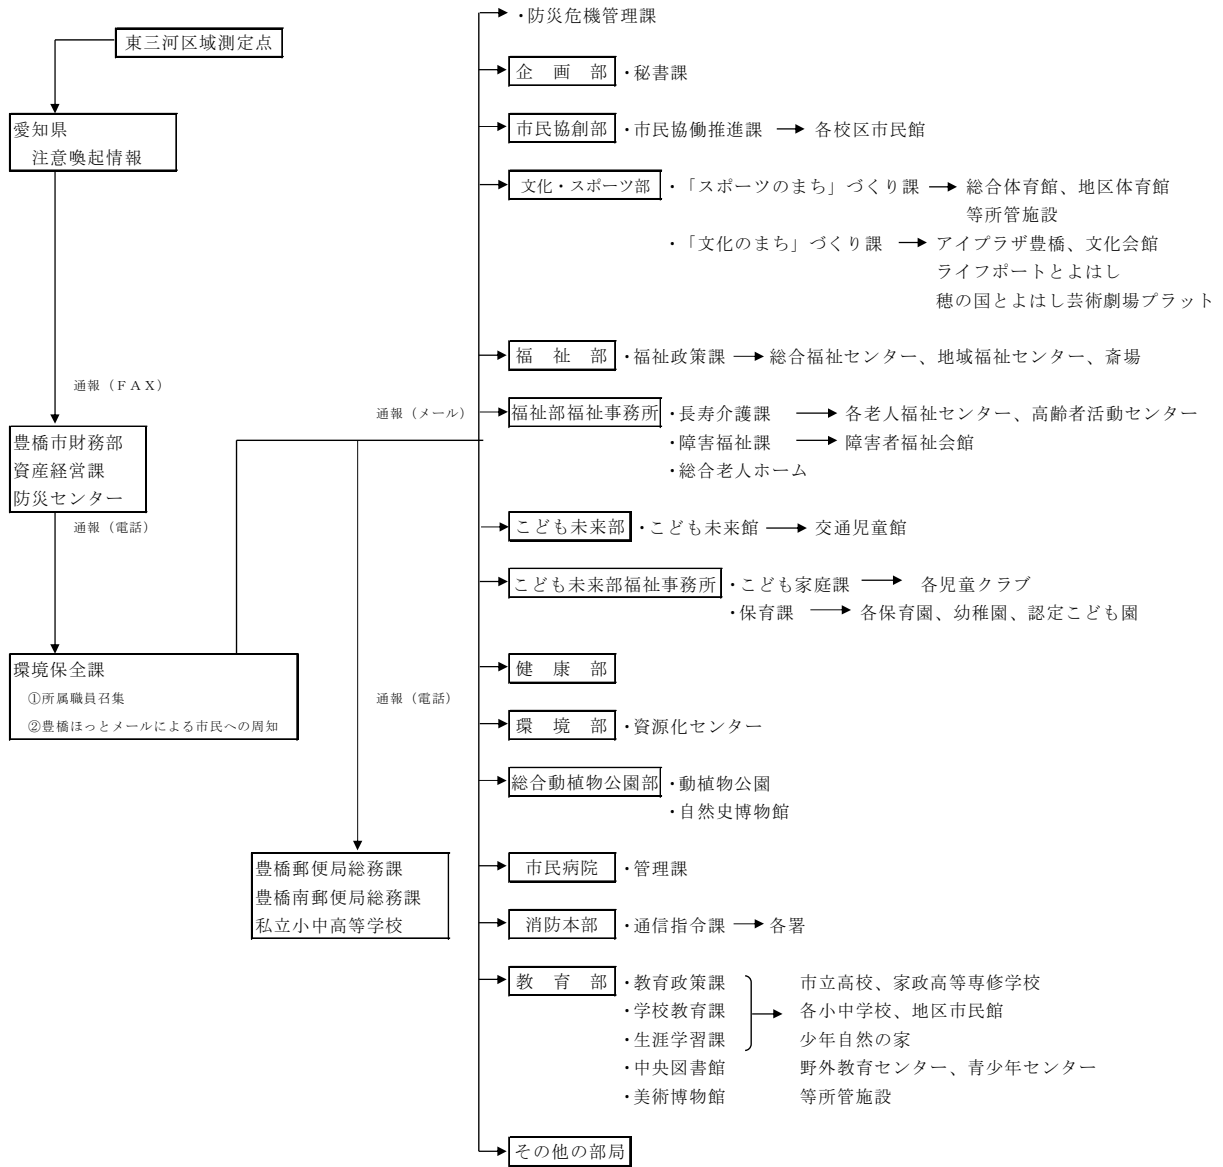 東三河区域測定点
愛知県
注意喚起情報
通報（ＦＡＸ）
豊橋市財務部
資産経営課
防災センター
通報（電話）
環境保全課
①所属職員召集
②豊橋ほっとメールによる市民への周知
通報（メール）
通報（電話）
豊橋郵便局総務課
豊橋南郵便局総務課
私立小中高等学校
・防災危機管理課
企　画　部 ・秘書課
市民協創部 ・市民協働推進課 各校区市民館
文化・スポーツ部 ・「スポーツのまち」づくり課 総合体育館、地区体育館
等所管施設
・「文化のまち」づくり課 アイプラザ豊橋、文化会館
ライフポートとよはし
穂の国とよはし芸術劇場プラット
福　祉　部 ・福祉政策課 総合福祉センター、地域福祉センター、斎場
福祉部福祉事務所 ・長寿介護課 各老人福祉センター、高齢者活動センター
・障害福祉課 障害者福祉会館
・総合老人ホーム
こども未来部 ・こども未来館 交通児童館
こども未来部福祉事務所 ・こども家庭課 各児童クラブ
・保育課 各保育園、幼稚園、認定こども園
健　康　部
環　境　部 ・資源化センター
総合動植物公園部 ・動植物公園
・自然史博物館
市民病院 ・管理課
消防本部 ・通信指令課 各署
教　育　部 ・教育政策課 市立高校、家政高等専修学校
・学校教育課 各小中学校、地区市民館
・生涯学習課 少年自然の家
・中央図書館 野外教育センター、青少年センター
・美術博物館 等所管施設
その他の部局